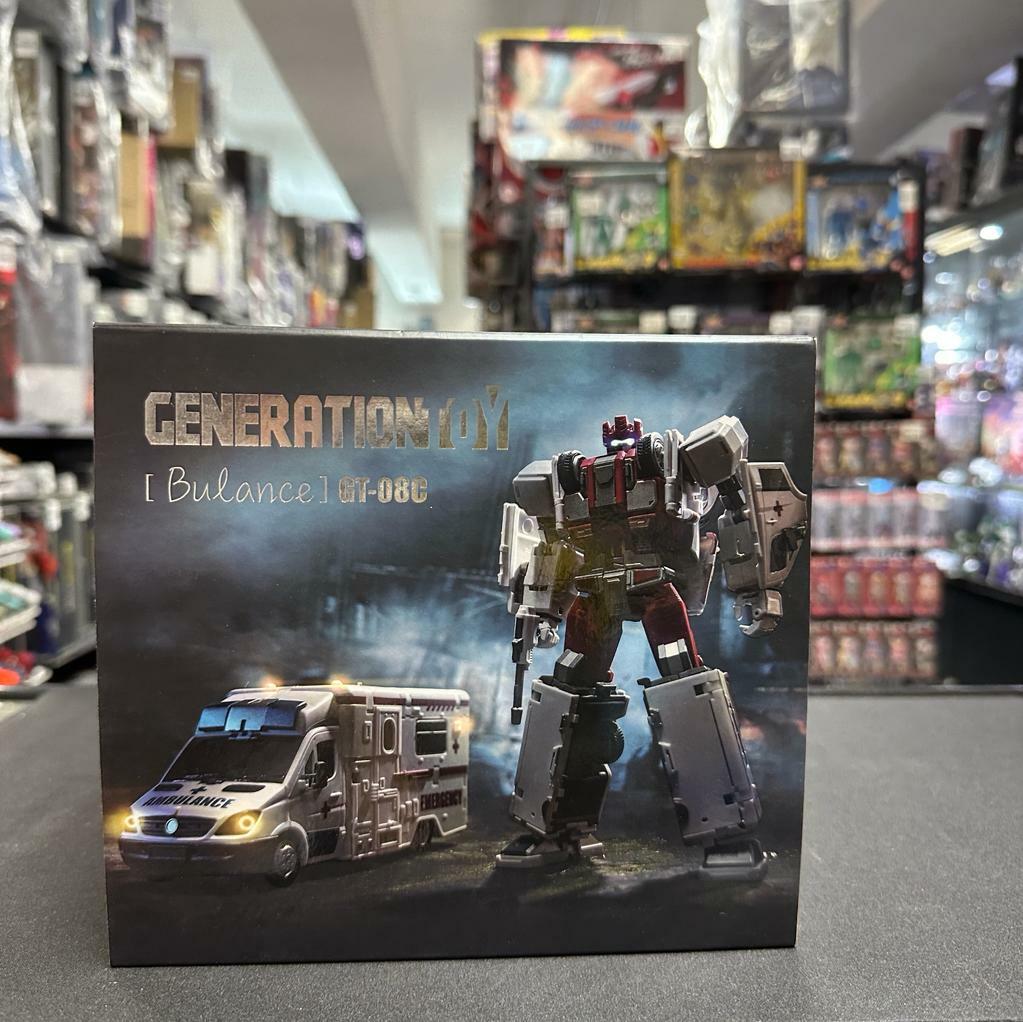 GENERATION TOY
[Bulance] GT-08C
AMBULANCE
EMERGENCY